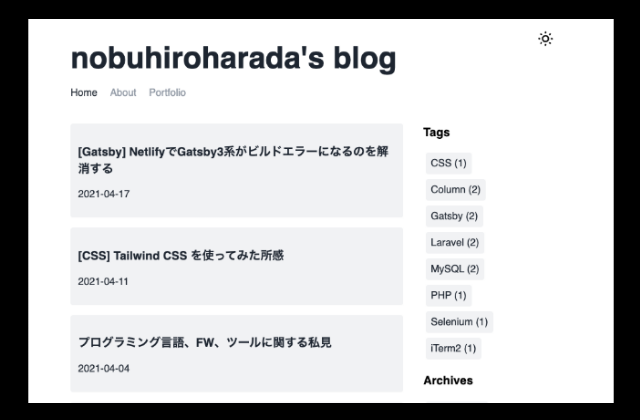 nobuhiroharada's blog
Home About Portfolio
[Gatsby] NetlifyでGatsby3系がビルドエラーになるのを解
消する
2021-04-17
[CSS] Tailwind CSS を使ってみた所感
2021-04-11
プログラミング言語、FW、ツールに関する私見
2021-04-04
Tags
CSS (1)
Column (2)
Gatsby (2)
Laravel (2)
MySQL (2)
PHP (1)
Selenium (1)
iTerm2 (1)
Archives